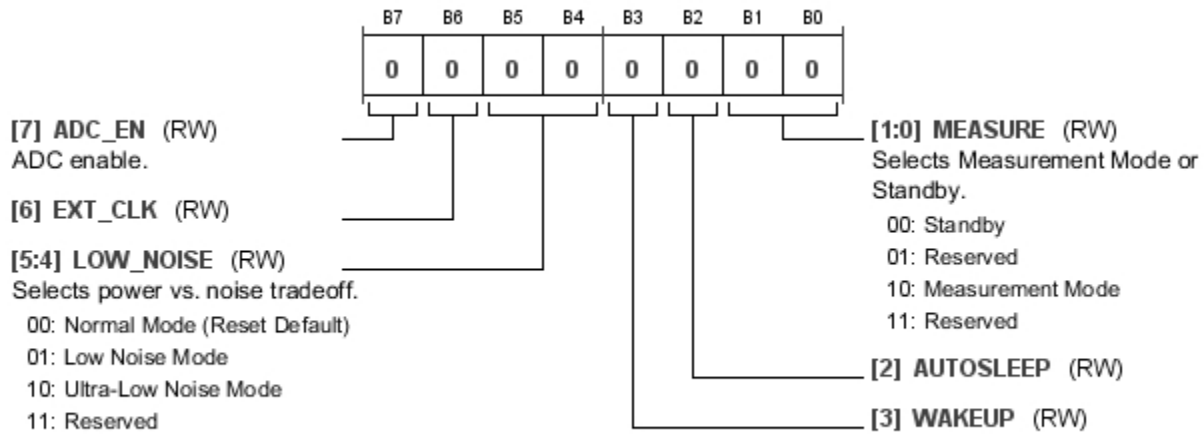 B7 B6 B5 B4 B3 B2 B1 B0
0 0 0 0 0 0 0 0
[7] ADC_EN (RW)
ADC enable.
[6] EXT_CLK (RW)
[5:4] LOW_NOISE (RW)
Selects power vs. noise tradeoff.
00: Normal Mode (Reset Default)
01: Low Noise Mode
10: Ultra-Low Noise Mode
11: Reserved
[1:0] MEASURE (RW)
Selects Measurement Mode or
Standby.
00: Standby
01: Reserved
10: Measurement Mode
11: Reserved
[2] AUTOSLEEP (RW)
[3] WAKEUP (RW)